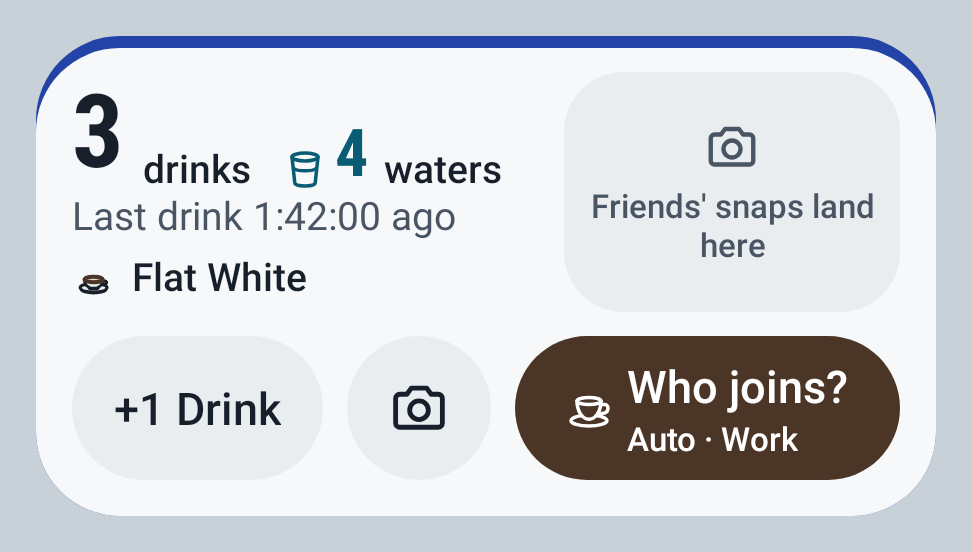 3 drinks 4 waters
Last drink 1:42:00 ago
Flat White
Friends' snaps land
here
+1 Drink
Who joins?
Auto · Work